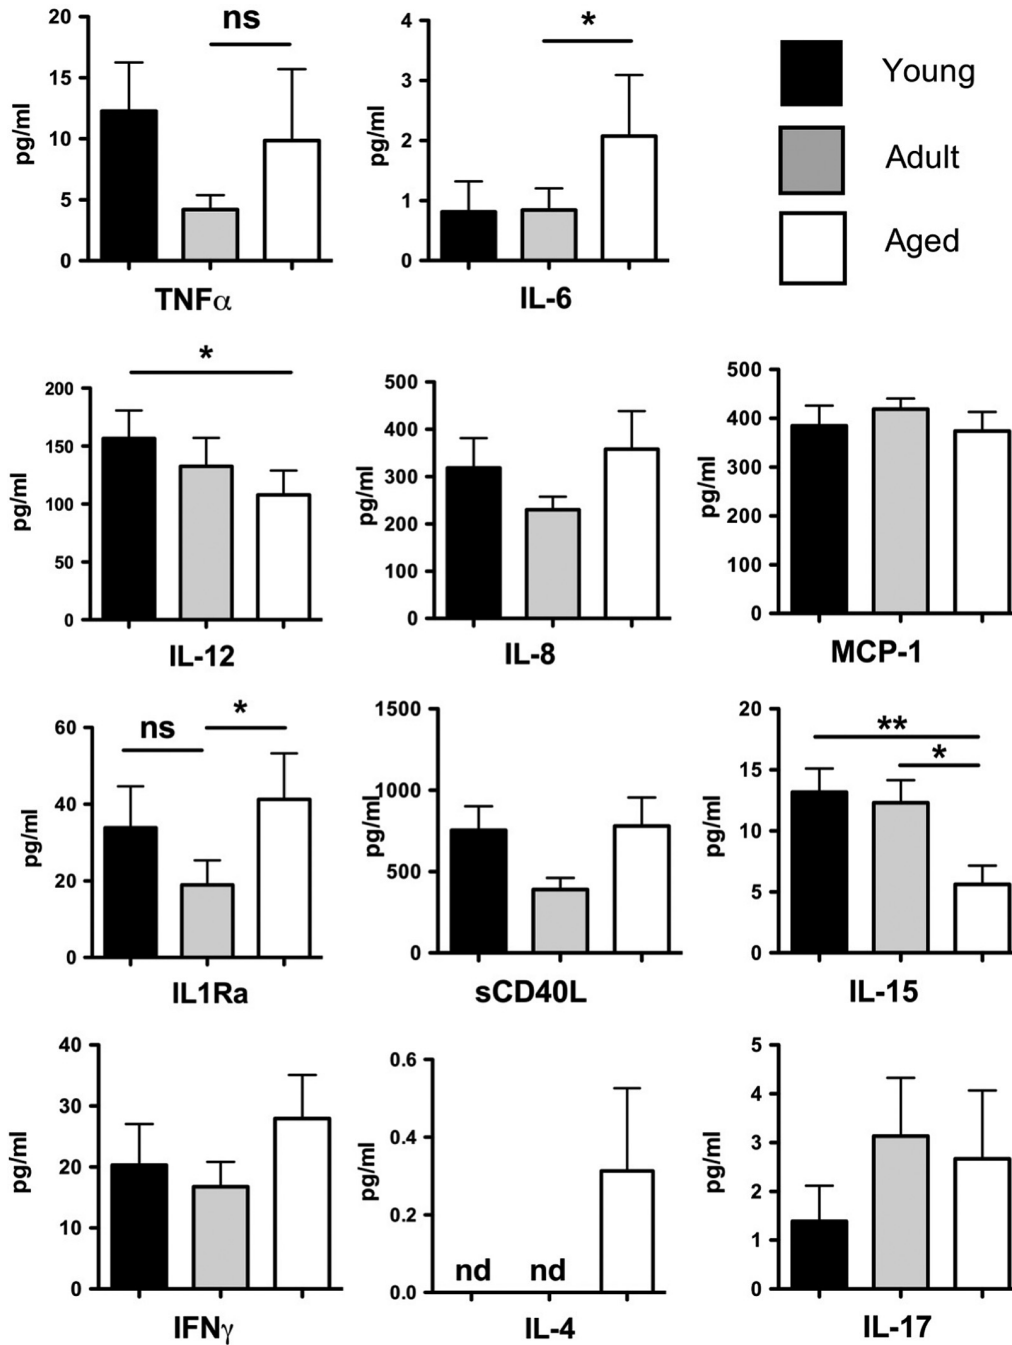 20
15
10
5
0
pg/ml
ns
TNFα
4
3
2
1
0
pg/ml
*
IL-6
Young
Adult
Aged
200
150
100
50
0
pg/ml
*
IL-12
500
400
300
200
100
0
pg/ml
IL-8
500
400
300
200
100
0
pg/ml
MCP-1
60
40
20
0
pg/ml
ns
*
IL1Ra
1500
1000
500
0
pg/ml
sCD40L
20
15
10
5
0
pg/ml
**
*
IL-15
40
30
20
10
0
pg/ml
IFNγ
0.6
0.4
0.2
0.0
pg/ml
nd nd
IL-4
5
4
3
2
1
0
pg/ml
IL-17